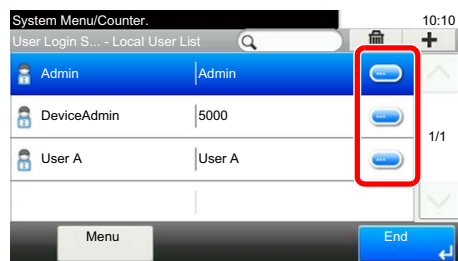 System Menu/Counter.
10:10
User Login S... - Local User List
Admin
Admin
DeviceAdmin
5000
1/1
User A
User A
Menu
End